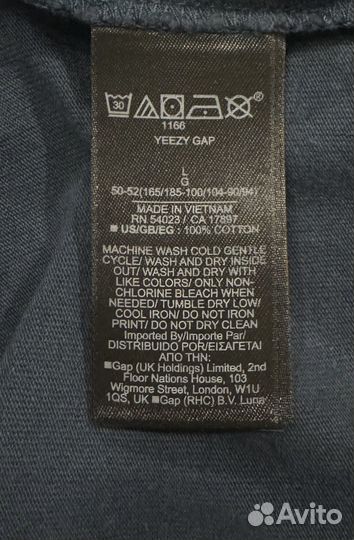 30
1166
YEEZY GAP
L
G
50-52(165/185-100/104-90/94)
MADE IN VIETNAM
RN 54023 / CA 17897
■ US/GB/EG : 100% COTTON
MACHINE WASH COLD GENTLE
CYCLE/ WASH AND DRY INSIDE
OUT/ WASH AND DRY WITH
LIKE COLORS/ ONLY NON-
CHLORINE BLEACH WHEN
NEEDED/ TUMBLE DRY LOW/
COOL IRON/ DO NOT IRON
PRINT/ DO NOT DRY CLEAN
Imported By/Importe Par/
DISTRIBUIDO POR/ΕΙΣΑΓΕΤΑΙ
ΑΠΟ ΤΗΝ:
■Gap (UK Holdings) Limited, 2nd
Floor Nations House, 103
Wigmore Street, London, W1U
1QS, UK ■Gap (RHC) B.V. Luna
Avito